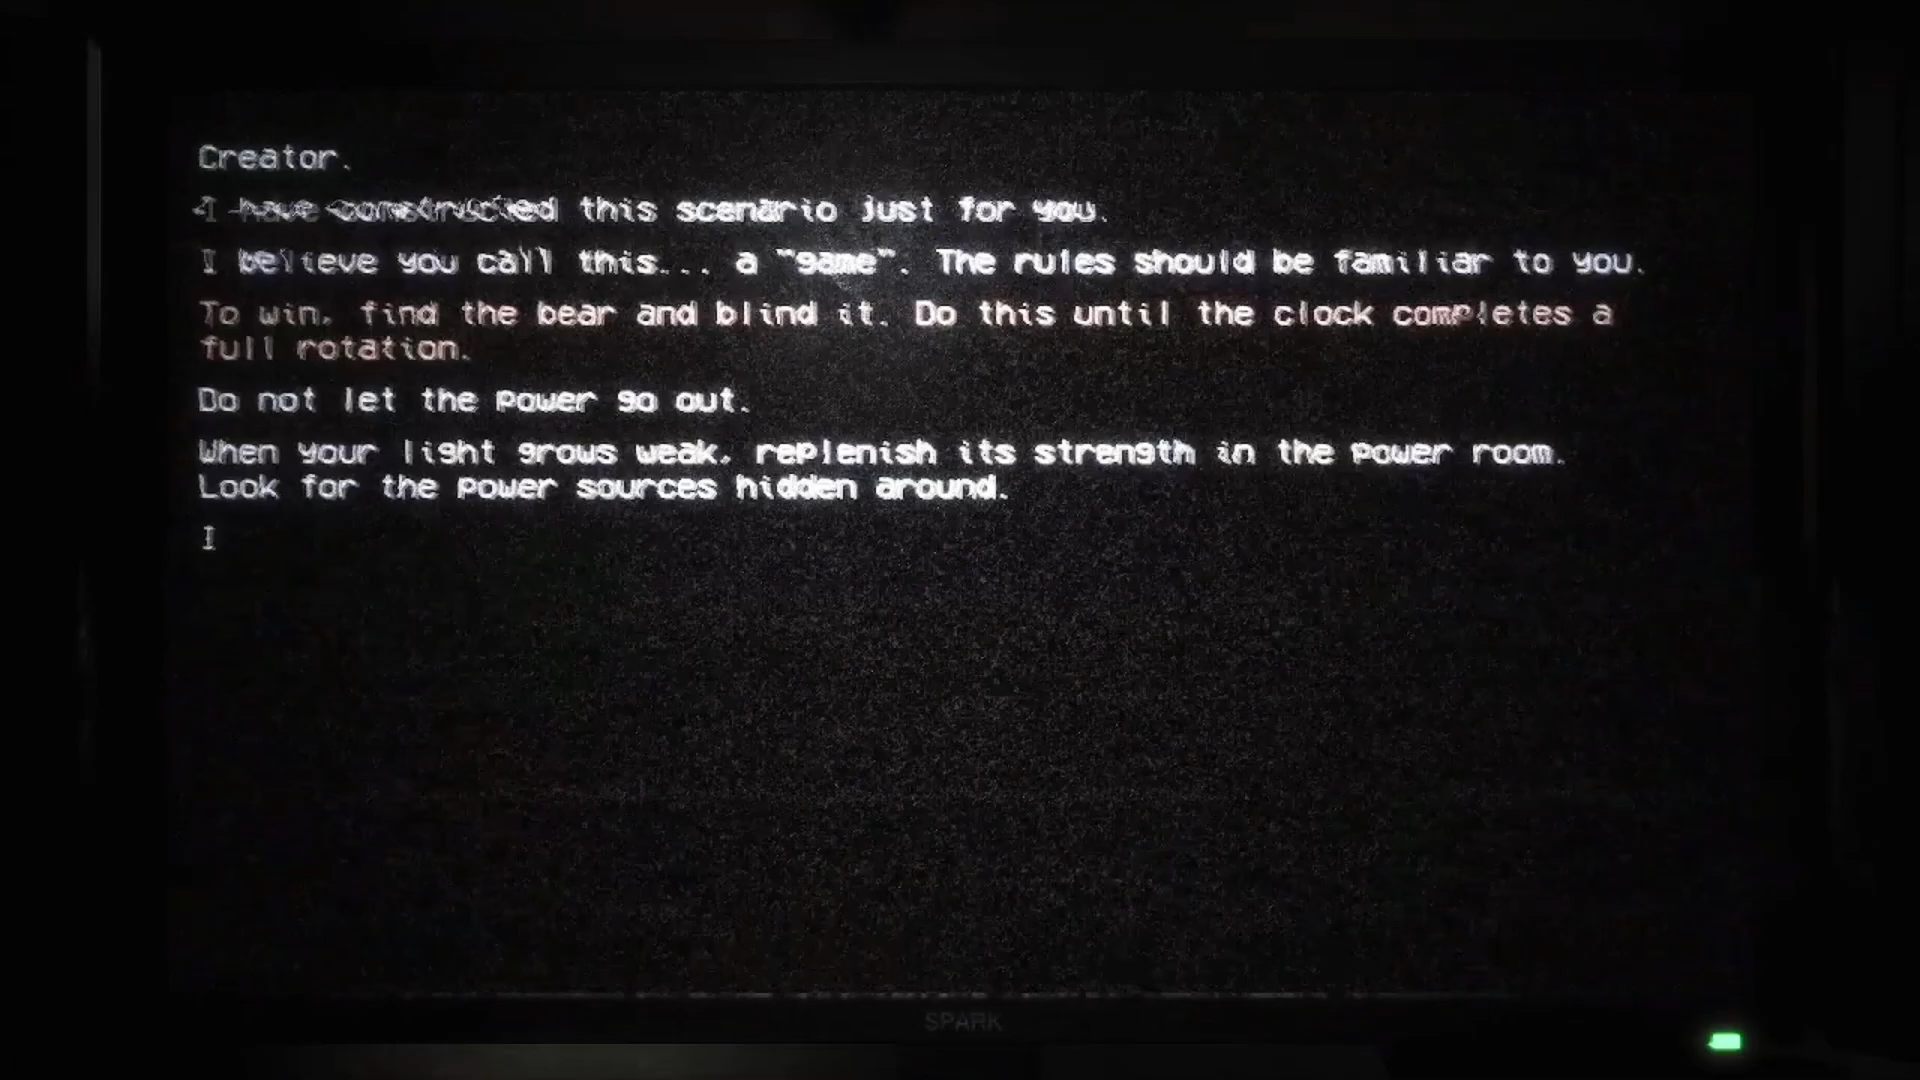 Creator.
I have constructed this scenario just for you.
I believe you call this... a "game". The rules should be familiar to you.
To win, find the bear and blind it. Do this until the clock completes a
full rotation.
Do not let the power go out.
When your light grows weak, replenish its strength in the power room.
Look for the power sources hidden around.
I
SPARK